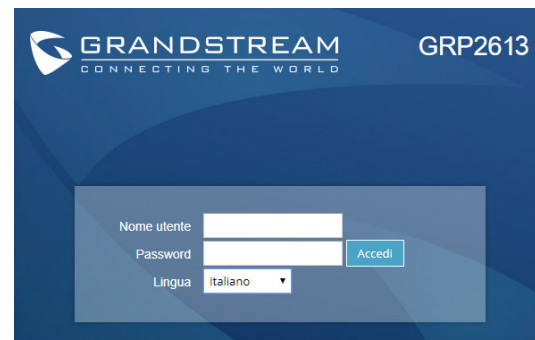 GRANDSTREAM
CONNECTING THE WORLD
GRP2613
Nome utente
Password
Accedi
Lingua
Italiano